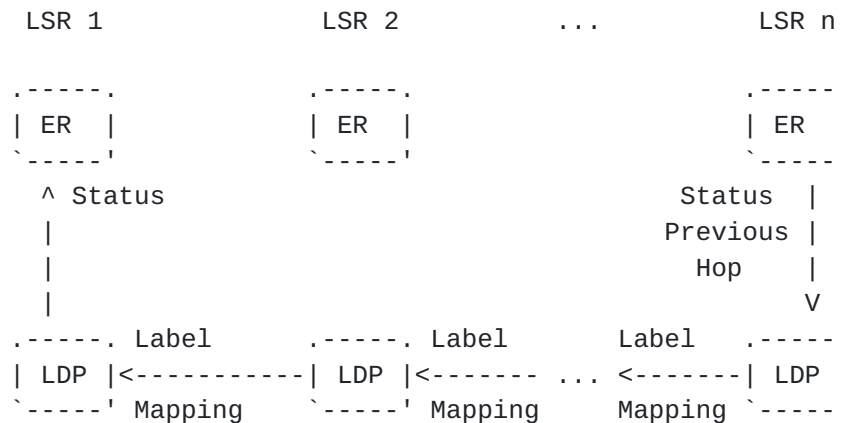 LSR 1 LSR 2 ... LSR n
.-----. .-----. .-----
| ER | | ER | | ER
`-----' `-----' `-----
^ Status Status |
| Previous |
| Hop |
| V
.-----. Label .-----. Label Label .-----
| LDP |<-----------| LDP |<------- ... <-------| LDP
`-----' Mapping `-----' Mapping Mapping `-----